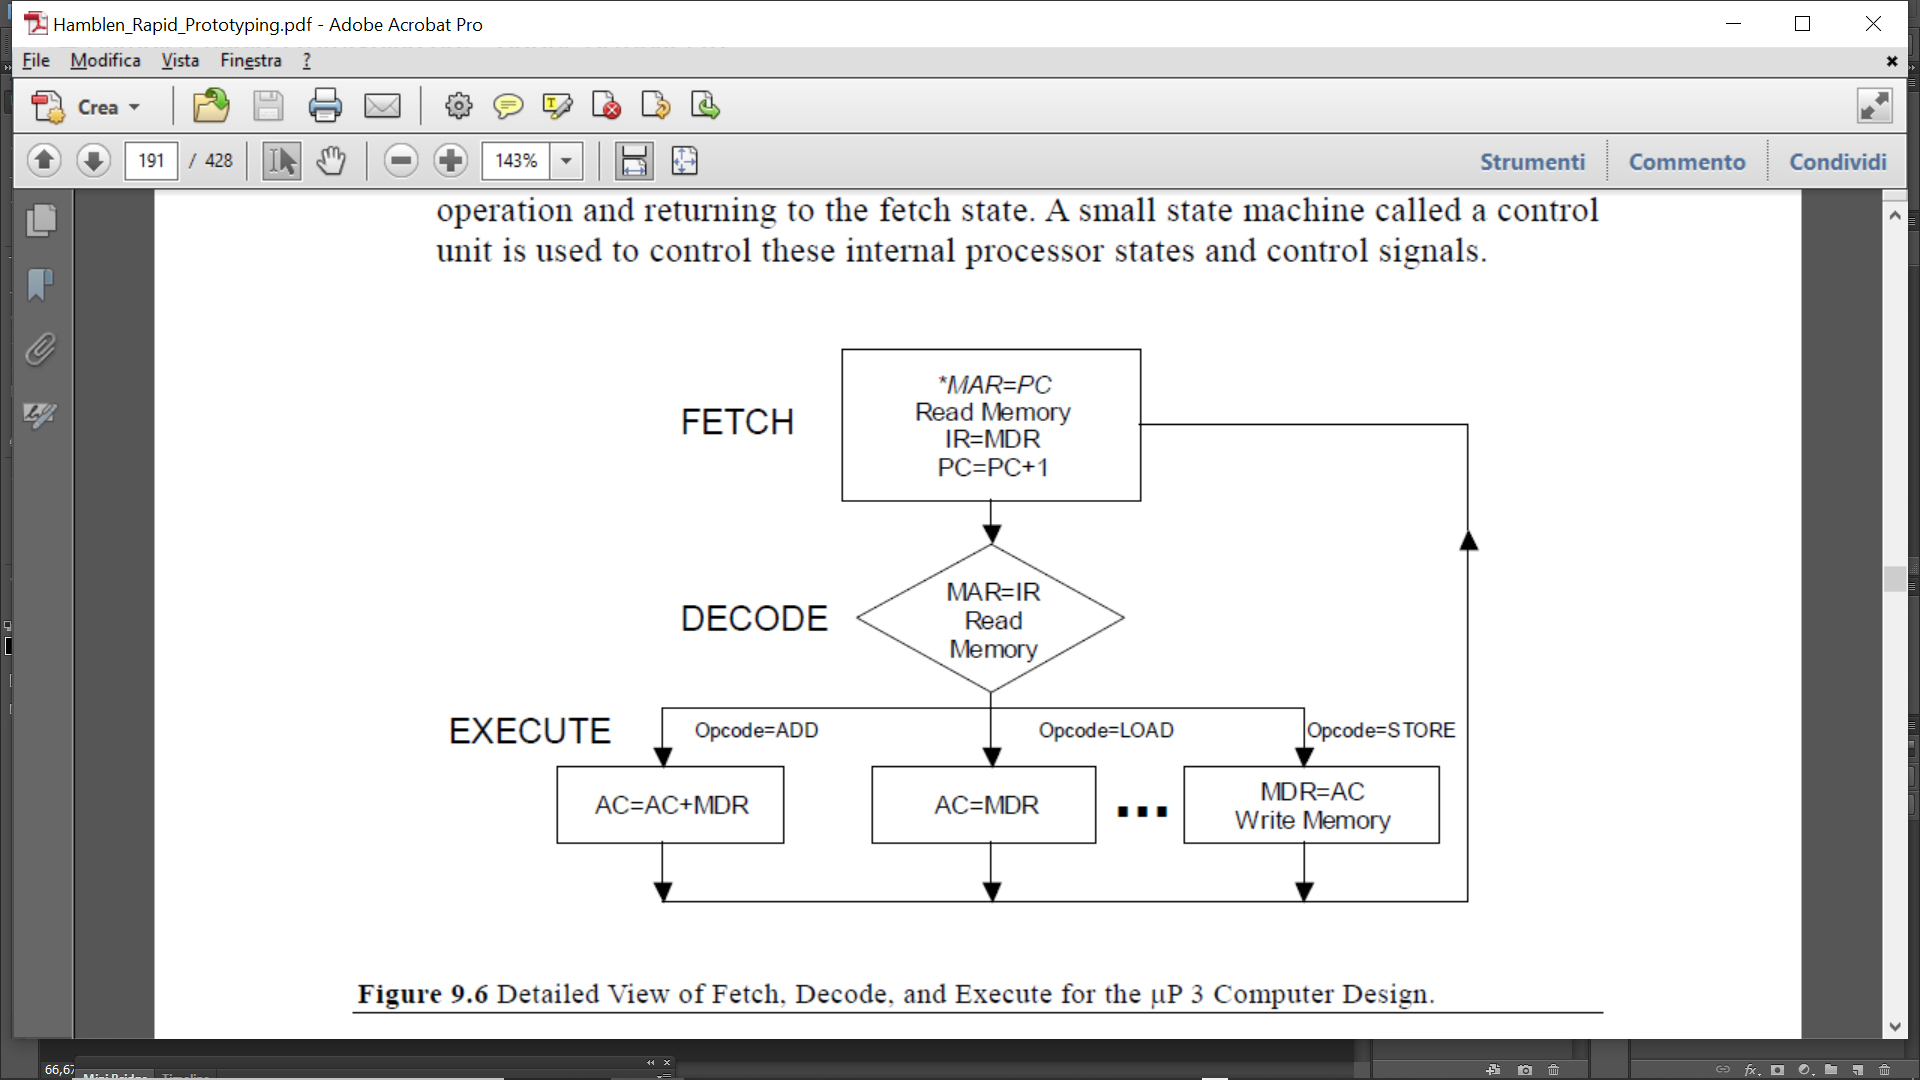 Hamblen_Rapid_Prototyping.pdf - Adobe Acrobat Pro
File Modifica Vista Finestra ?
Crea
191 / 428 143% Strumenti Commento Condividi
operation and returning to the fetch state. A small state machine called a control
unit is used to control these internal processor states and control signals.
FETCH
*MAR=PC
Read Memory
IR=MDR
PC=PC+1
DECODE
MAR=IR
Read
Memory
EXECUTE
Opcode=ADD
Opcode=LOAD
Opcode=STORE
AC=AC+MDR
AC=MDR
...
MDR=AC
Write Memory
Figure 9.6 Detailed View of Fetch, Decode, and Execute for the µP 3 Computer Design.
66,67
Mini Bridge Timeline